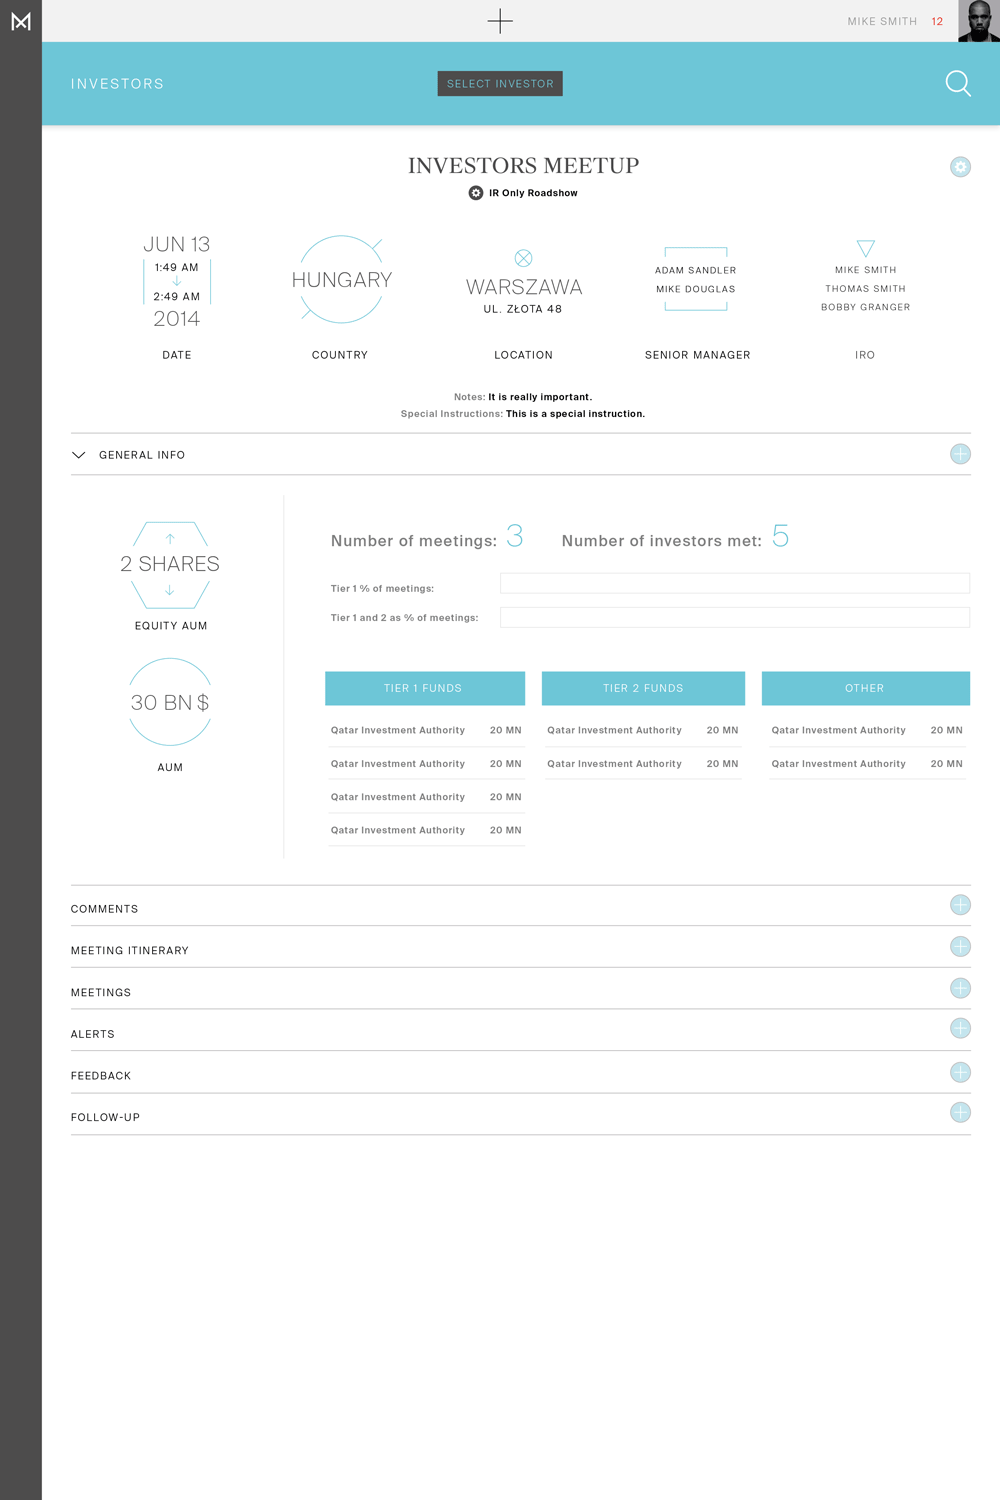 MIKE SMITH 12
INVESTORS
SELECT INVESTOR
INVESTORS MEETUP
IR Only Roadshow
JUN 13
1:49 AM
2:49 AM
2014
DATE
HUNGARY
COUNTRY
WARSZAWA
UL. ZŁOTA 48
LOCATION
ADAM SANDLER
MIKE DOUGLAS
SENIOR MANAGER
MIKE SMITH
THOMAS SMITH
BOBBY GRANGER
IRO
Notes: It is really important.
Special Instructions: This is a special instruction.
GENERAL INFO
2 SHARES
EQUITY AUM
30 BN $
AUM
Number of meetings: 3
Number of investors met: 5
Tier 1 % of meetings:
Tier 1 and 2 as % of meetings:
TIER 1 FUNDS
Qatar Investment Authority 20 MN
Qatar Investment Authority 20 MN
Qatar Investment Authority 20 MN
Qatar Investment Authority 20 MN
TIER 2 FUNDS
Qatar Investment Authority 20 MN
Qatar Investment Authority 20 MN
OTHER
Qatar Investment Authority 20 MN
Qatar Investment Authority 20 MN
COMMENTS
MEETING ITINERARY
MEETINGS
ALERTS
FEEDBACK
FOLLOW-UP